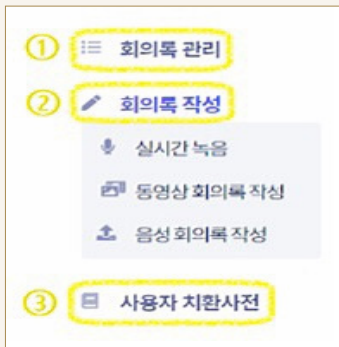 ① 회의록 관리
② 회의록 작성
실시간 녹음
동영상 회의록 작성
음성 회의록 작성
③ 사용자 치환사전